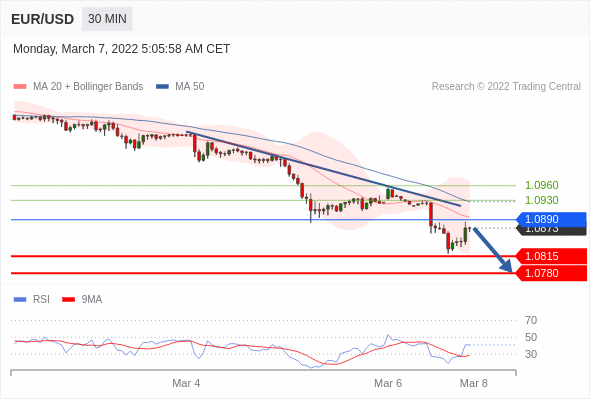 EUR/USD 30 MIN
Monday, March 7, 2022 5:05:58 AM CET
MA 20 + Bollinger Bands MA 50 Research © 2022 Trading Central
1.0960
1.0930
1.0890
1.0873
1.0815
1.0780
RSI 9MA
70
50
30
Mar 4 Mar 6 Mar 8